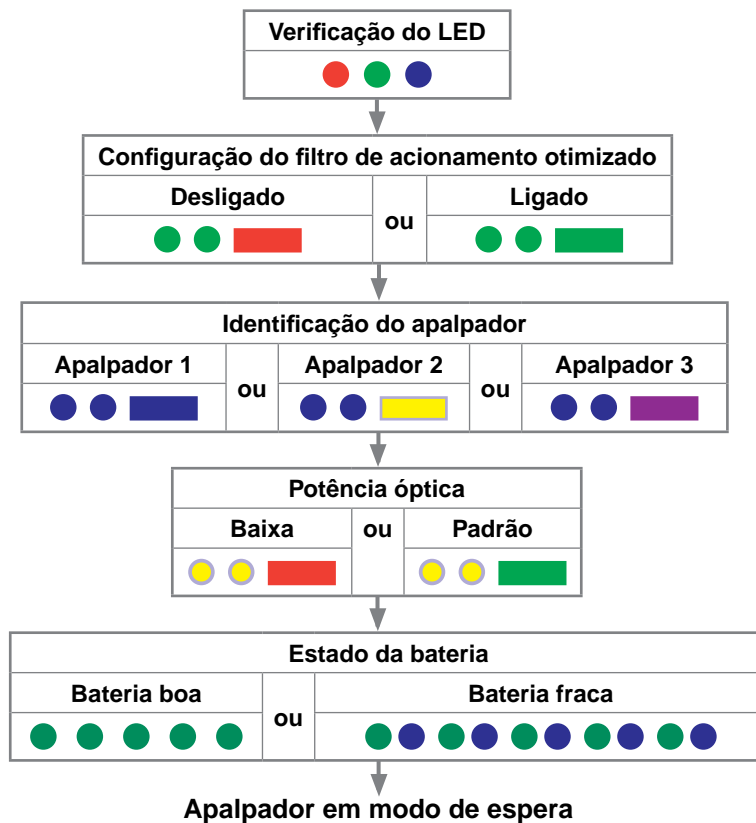 Verificação do LED
Configuração do filtro de acionamento otimizado
Desligado
ou
Ligado
Identificação do apalpador
Apalpador 1
ou
Apalpador 2
ou
Apalpador 3
Potência óptica
Baixa
ou
Padrão
Estado da bateria
Bateria boa
ou
Bateria fraca
Apalpador em modo de espera